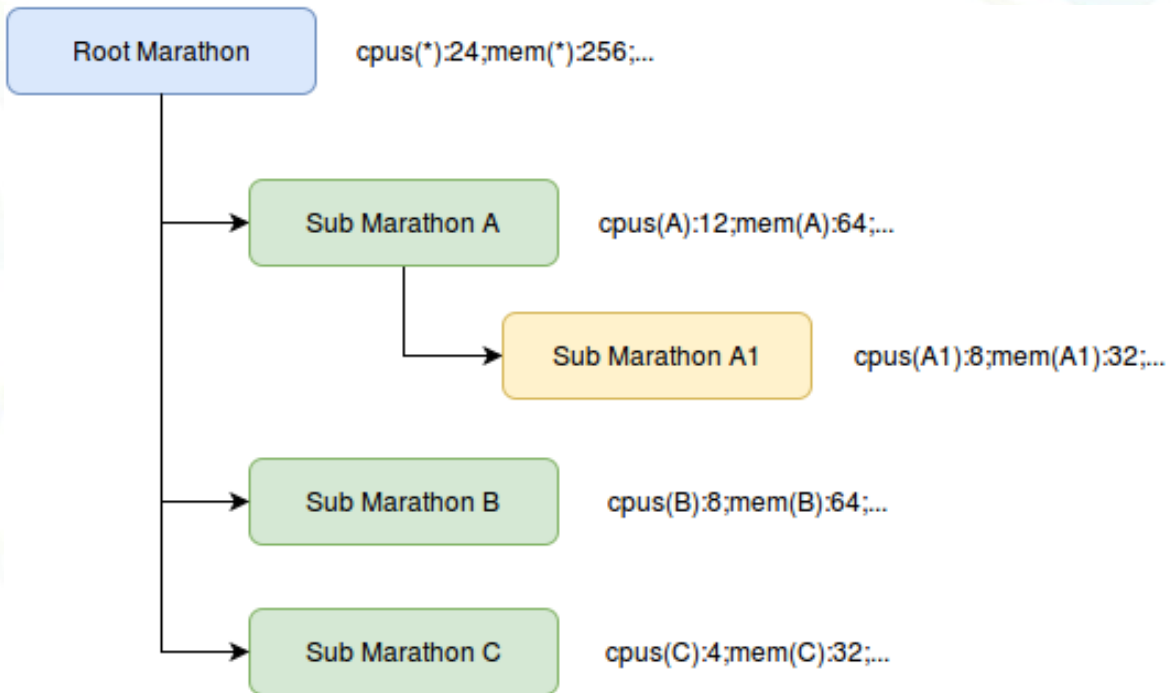 Root Marathon
cpus(*):24;mem(*):256;...
Sub Marathon A
cpus(A):12;mem(A):64;...
Sub Marathon A1
cpus(A1):8;mem(A1):32;...
Sub Marathon B
cpus(B):8;mem(B):64;...
Sub Marathon C
cpus(C):4;mem(C):32;...